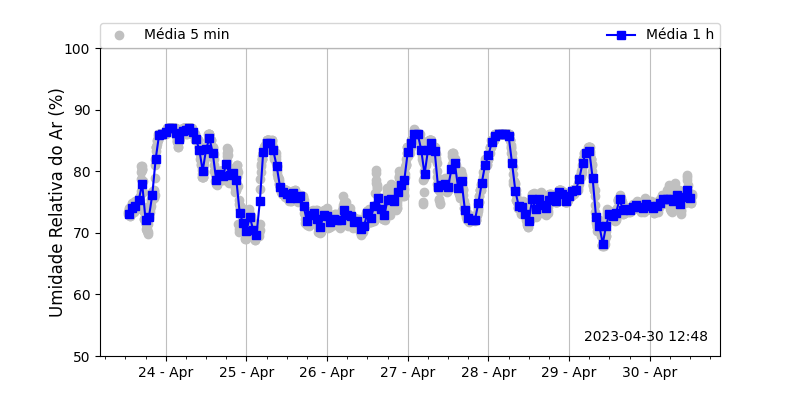 Média 5 min
Média 1 h
Umidade Relativa do Ar (%)
100
90
80
70
60
50
2023-04-30 12:48
24 - Apr
25 - Apr
26 - Apr
27 - Apr
28 - Apr
29 - Apr
30 - Apr